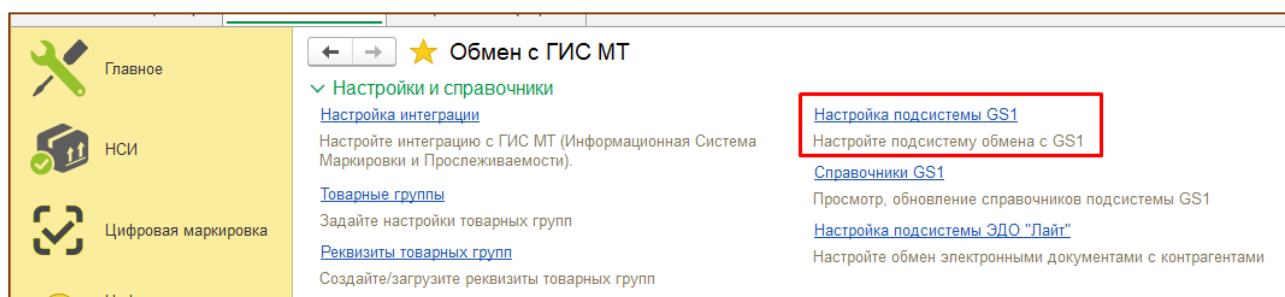 Обмен с ГИС МТ
Главное
НСИ
Цифровая маркировка
Настройки и справочники
Настройка интеграции
Настройте интеграцию с ГИС МТ (Информационная Система
Маркировки и Прослеживаемости).
Товарные группы
Задайте настройки товарных групп
Реквизиты товарных групп
Создайте/загрузите реквизиты товарных групп
Настройка подсистемы GS1
Настройте подсистему обмена с GS1
Справочники GS1
Просмотр, обновление справочников подсистемы GS1
Настройка подсистемы ЭДО "Лайт"
Настройте обмен электронными документами с контрагентами